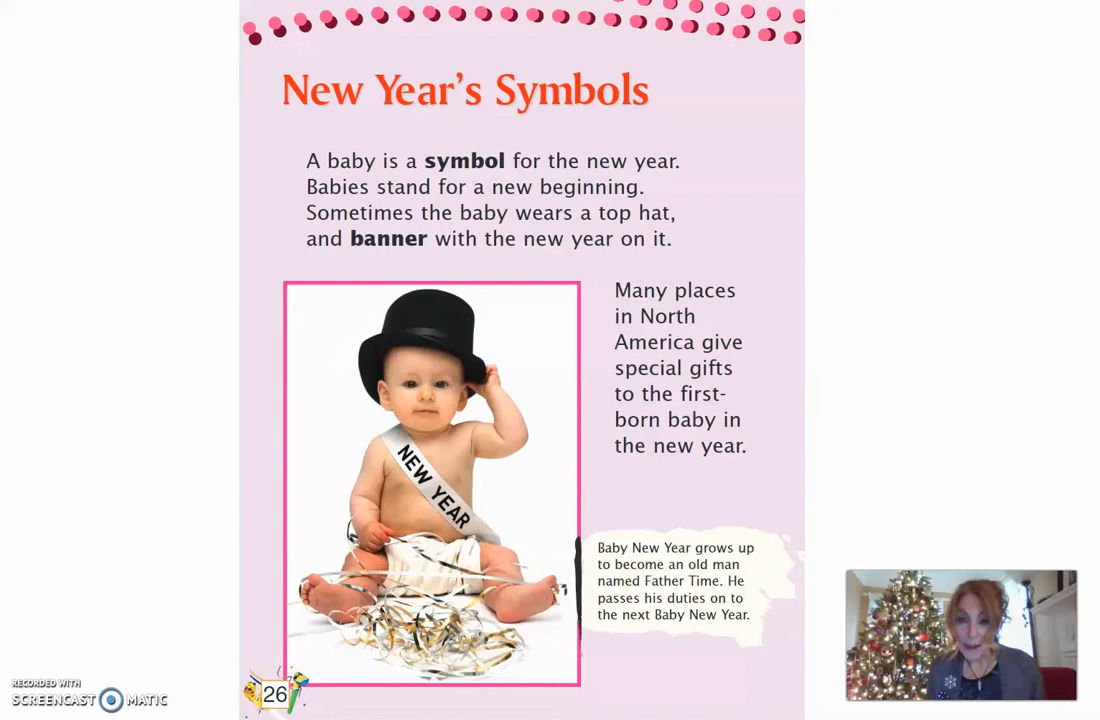 New Year's Symbols
A baby is a symbol for the new year.
Babies stand for a new beginning.
Sometimes the baby wears a top hat,
and banner with the new year on it.
Many places
in North
America give
special gifts
to the first-
born baby in
the new year.
NEW YEAR
Baby New Year grows up
to become an old man
named Father Time. He
passes his duties on to
the next Baby New Year.
26
RECORDED WITH
SCREENCAST MATIC